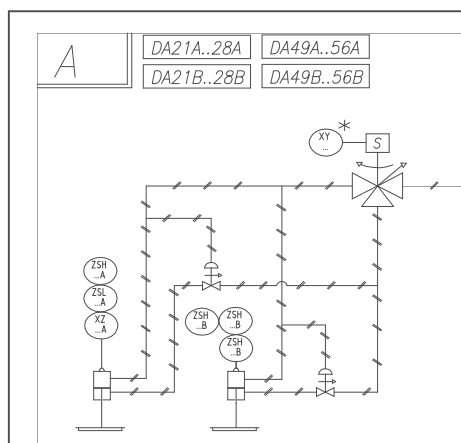 A
DA21A..28A DA49A..56A
DA21B..28B DA49B..56B
XY
...
*
S
ZSH
...A
ZSL
...A
XZ
...A
ZSH
...B
ZSH
...B
ZSH
...B